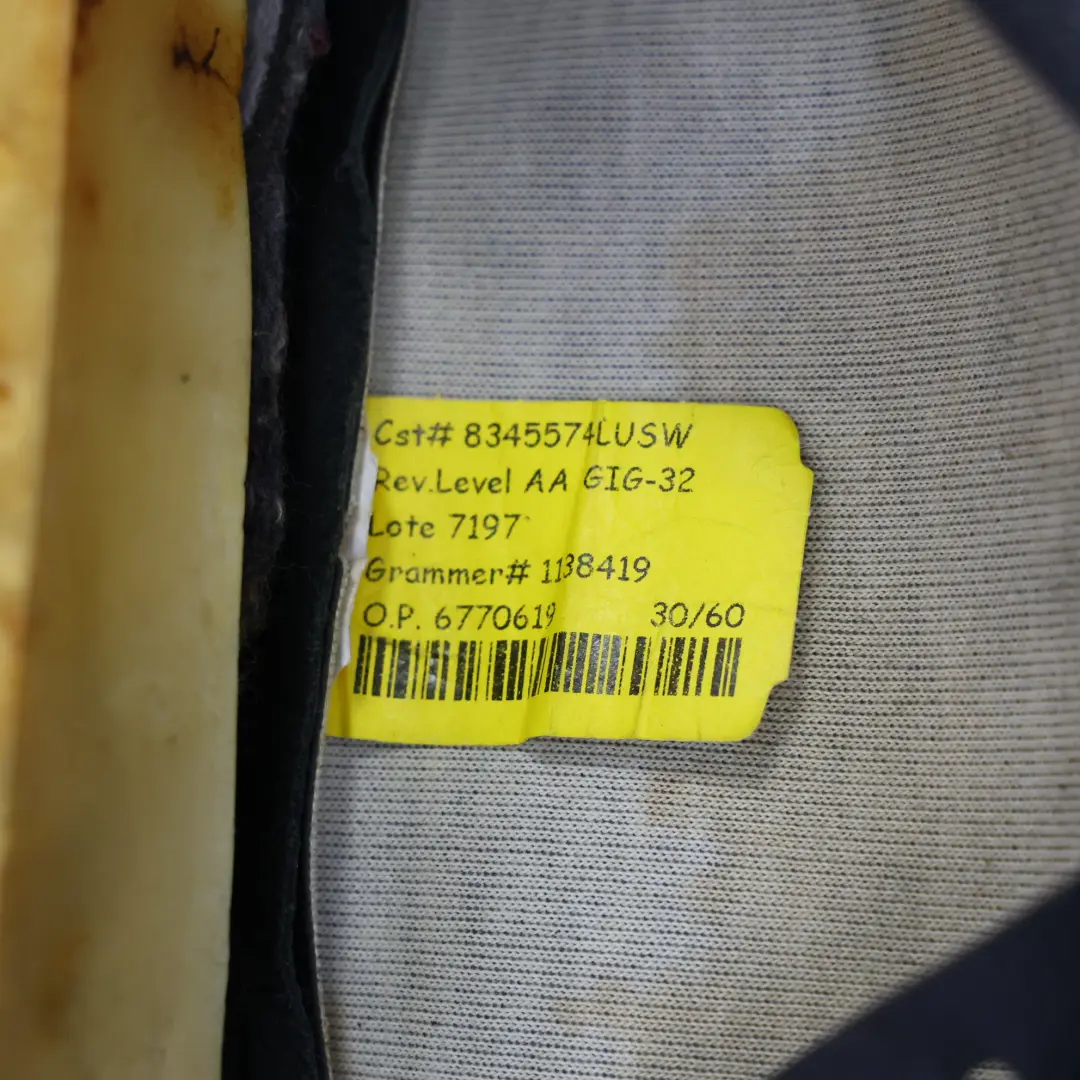 Cst# 8345574LUSW
Rev.Level AA GIG-32
Lote 7197
Grammer# 1138419
O.P. 6770619 30/60